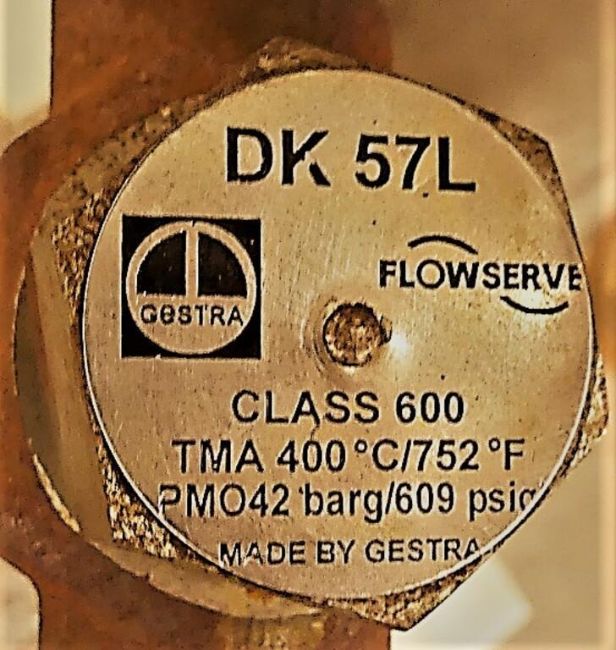 DK 57L
GESTRA
FLOWSERVE
CLASS 600
TMA 400 °C/752 °F
PMO42 barg/609 psig
MADE BY GESTRA